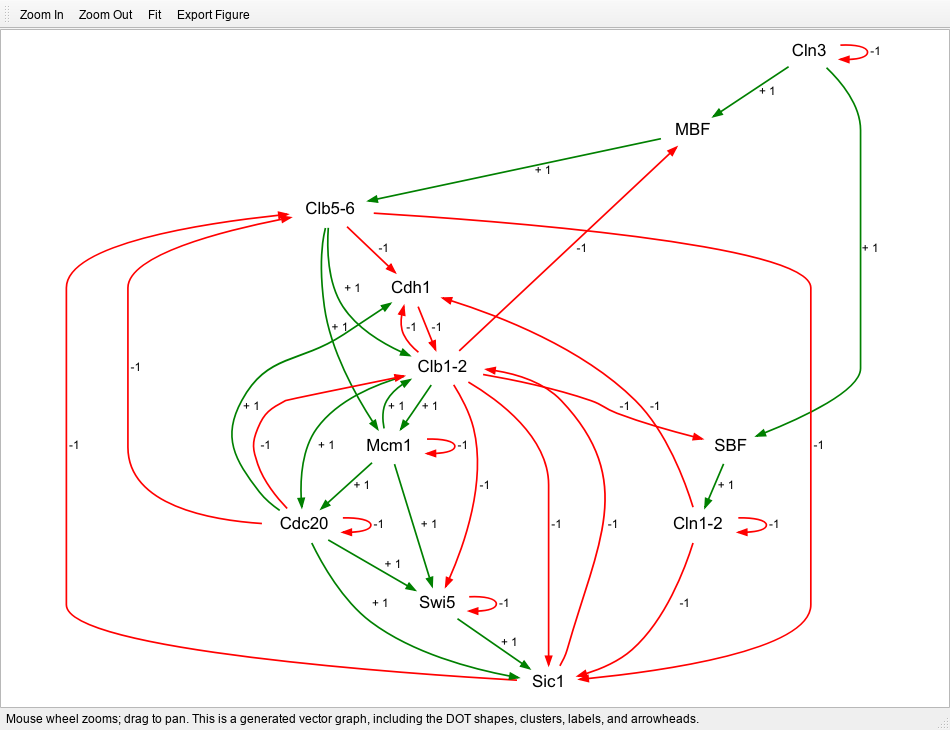 Zoom In Zoom Out Fit Export Figure
Cln3
-1
+ 1
MBF
+ 1
Clb5-6
-1
-1
+ 1
Cdh1
+ 1
+ 1
-1
-1
Clb1-2
-1
+ 1
+ 1
+ 1
-1
-1
-1
+ 1
-1
Mcm1
-1
SBF
-1
+ 1
-1
+ 1
Cdc20
-1
+ 1
-1
-1
Cln1-2
-1
+ 1
+ 1
Swi5
-1
-1
+ 1
Sic1
Mouse wheel zooms; drag to pan. This is a generated vector graph, including the DOT shapes, clusters, labels, and arrowheads.